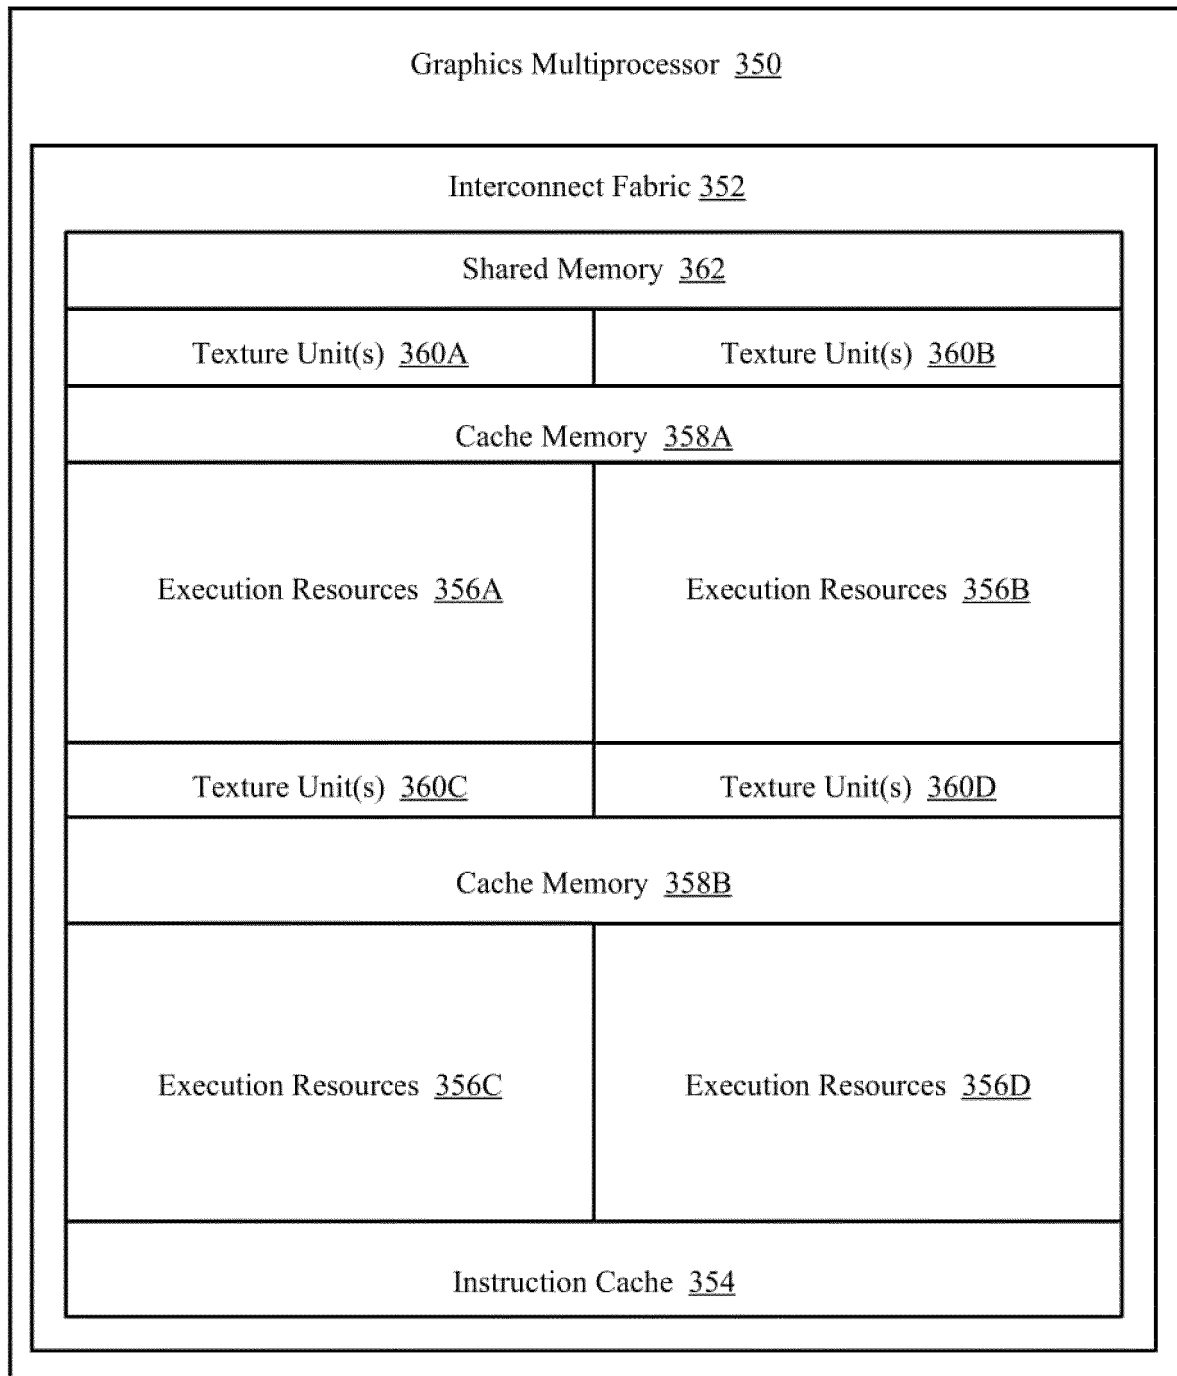 Graphics Multiprocessor 350
Interconnect Fabric 352
Shared Memory 362
Texture Unit(s) 360A
Texture Unit(s) 360B
Cache Memory 358A
Execution Resources 356A
Execution Resources 356B
Texture Unit(s) 360C
Texture Unit(s) 360D
Cache Memory 358B
Execution Resources 356C
Execution Resources 356D
Instruction Cache 354